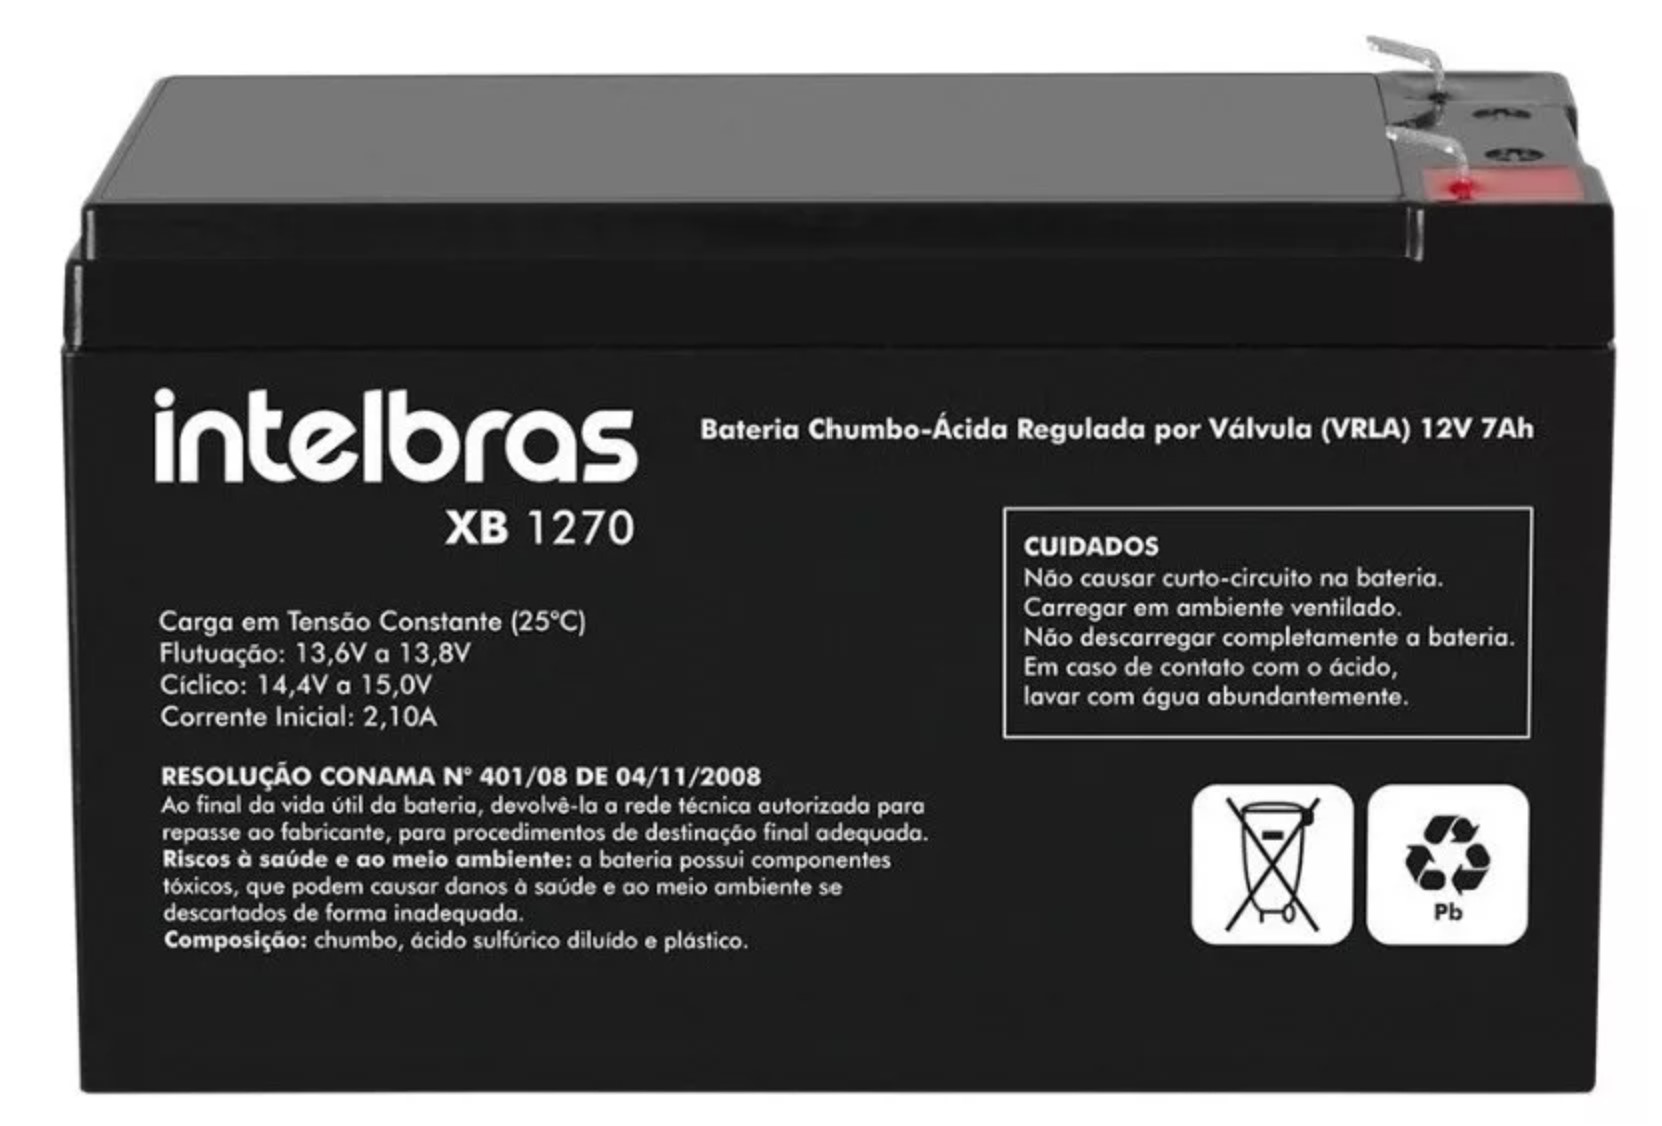 intelbras
XB 1270
Bateria Chumbo-Ácida Regulada por Válvula (VRLA) 12V 7Ah
Carga em Tensão Constante (25°C)
Flutuação: 13,6V a 13,8V
Cíclico: 14,4V a 15,0V
Corrente Inicial: 2,10A
RESOLUÇÃO CONAMA N° 401/08 DE 04/11/2008
Ao final da vida útil da bateria, devolvê-la a rede técnica autorizada para
repasse ao fabricante, para procedimentos de destinação final adequada.
Riscos à saúde e ao meio ambiente: a bateria possui componentes
tóxicos, que podem causar danos à saúde e ao meio ambiente se
descartados de forma inadequada.
Composição: chumbo, ácido sulfúrico diluído e plástico.
CUIDADOS
Não causar curto-circuito na bateria.
Carregar em ambiente ventilado.
Não descarregar completamente a bateria.
Em caso de contato com o ácido,
lavar com água abundantemente.
Pb